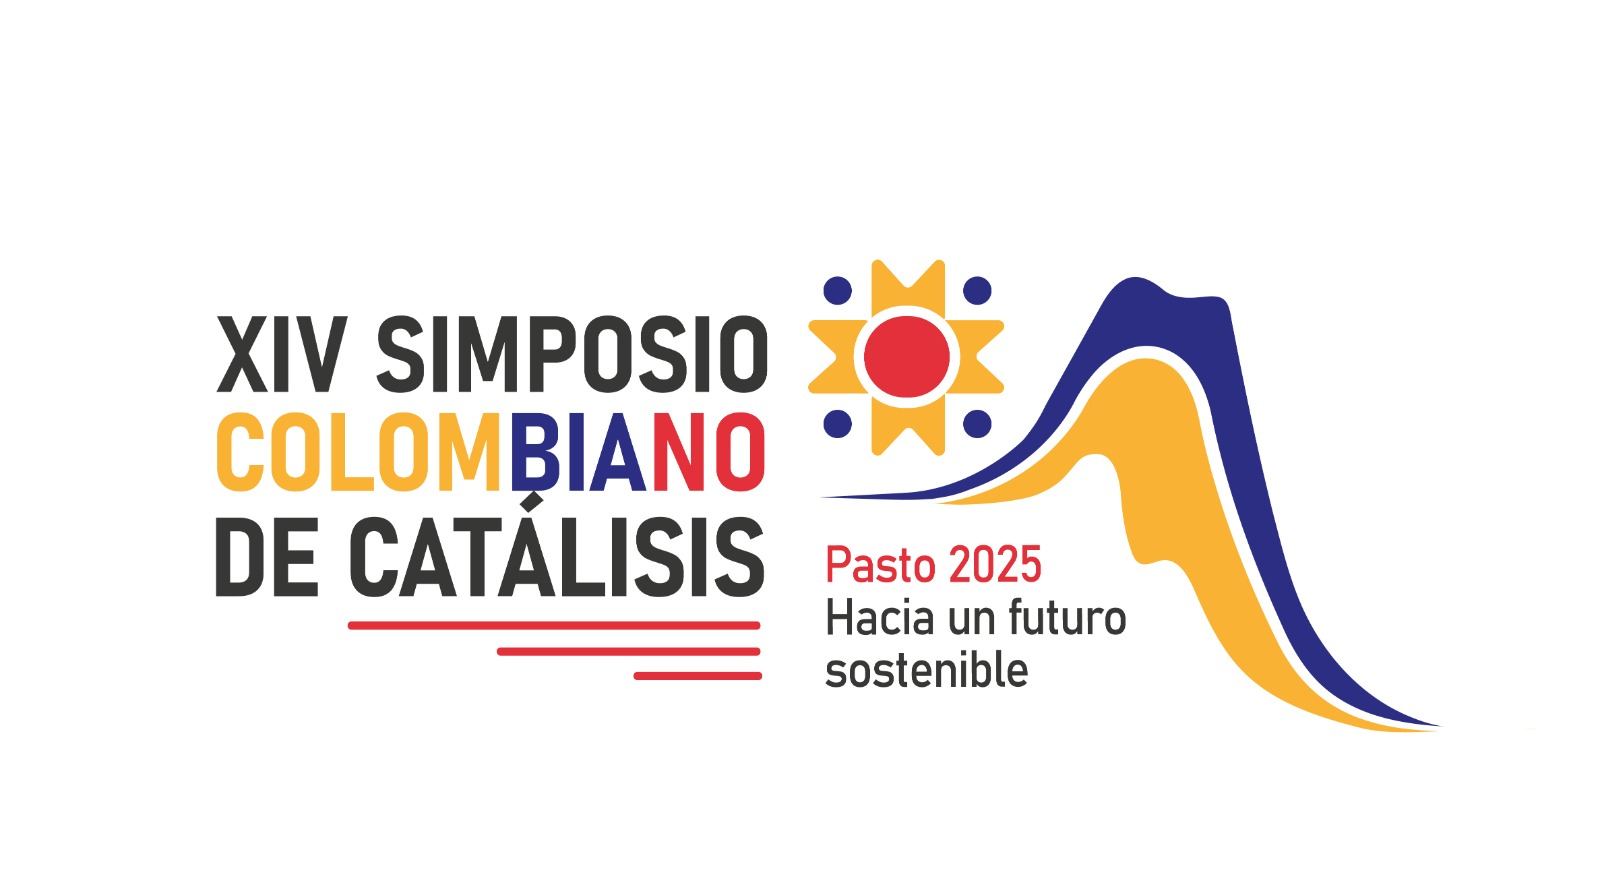 XIV SIMPOSIO
COLOMBIANO
DE CATÁLISIS
Pasto 2025
Hacia un futuro
sostenible